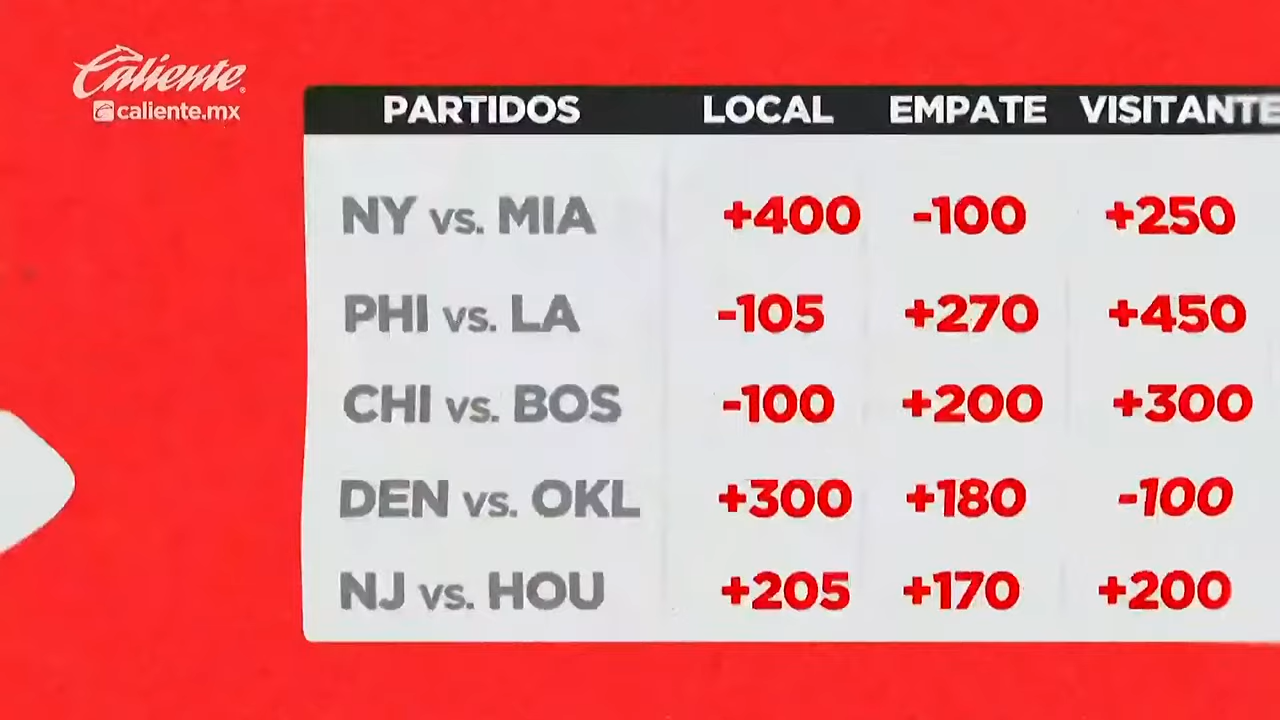 Caliente
caliente.mx
PARTIDOS LOCAL EMPATE VISITANTE
NY vs. MIA +400 -100 +250
PHI vs. LA -105 +270 +450
CHI vs. BOS -100 +200 +300
DEN vs. OKL +300 +180 -100
NJ vs. HOU +205 +170 +200